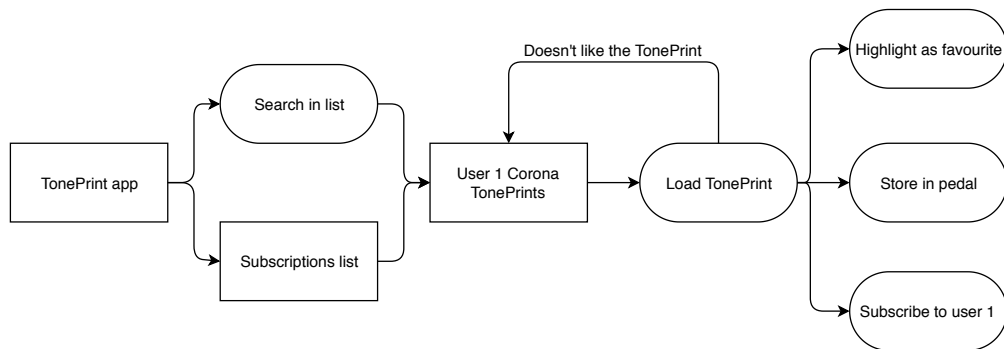 TonePrint app
Search in list
Subscriptions list
User 1 Corona
TonePrints
Doesn't like the TonePrint
Load TonePrint
Highlight as favourite
Store in pedal
Subscribe to user 1